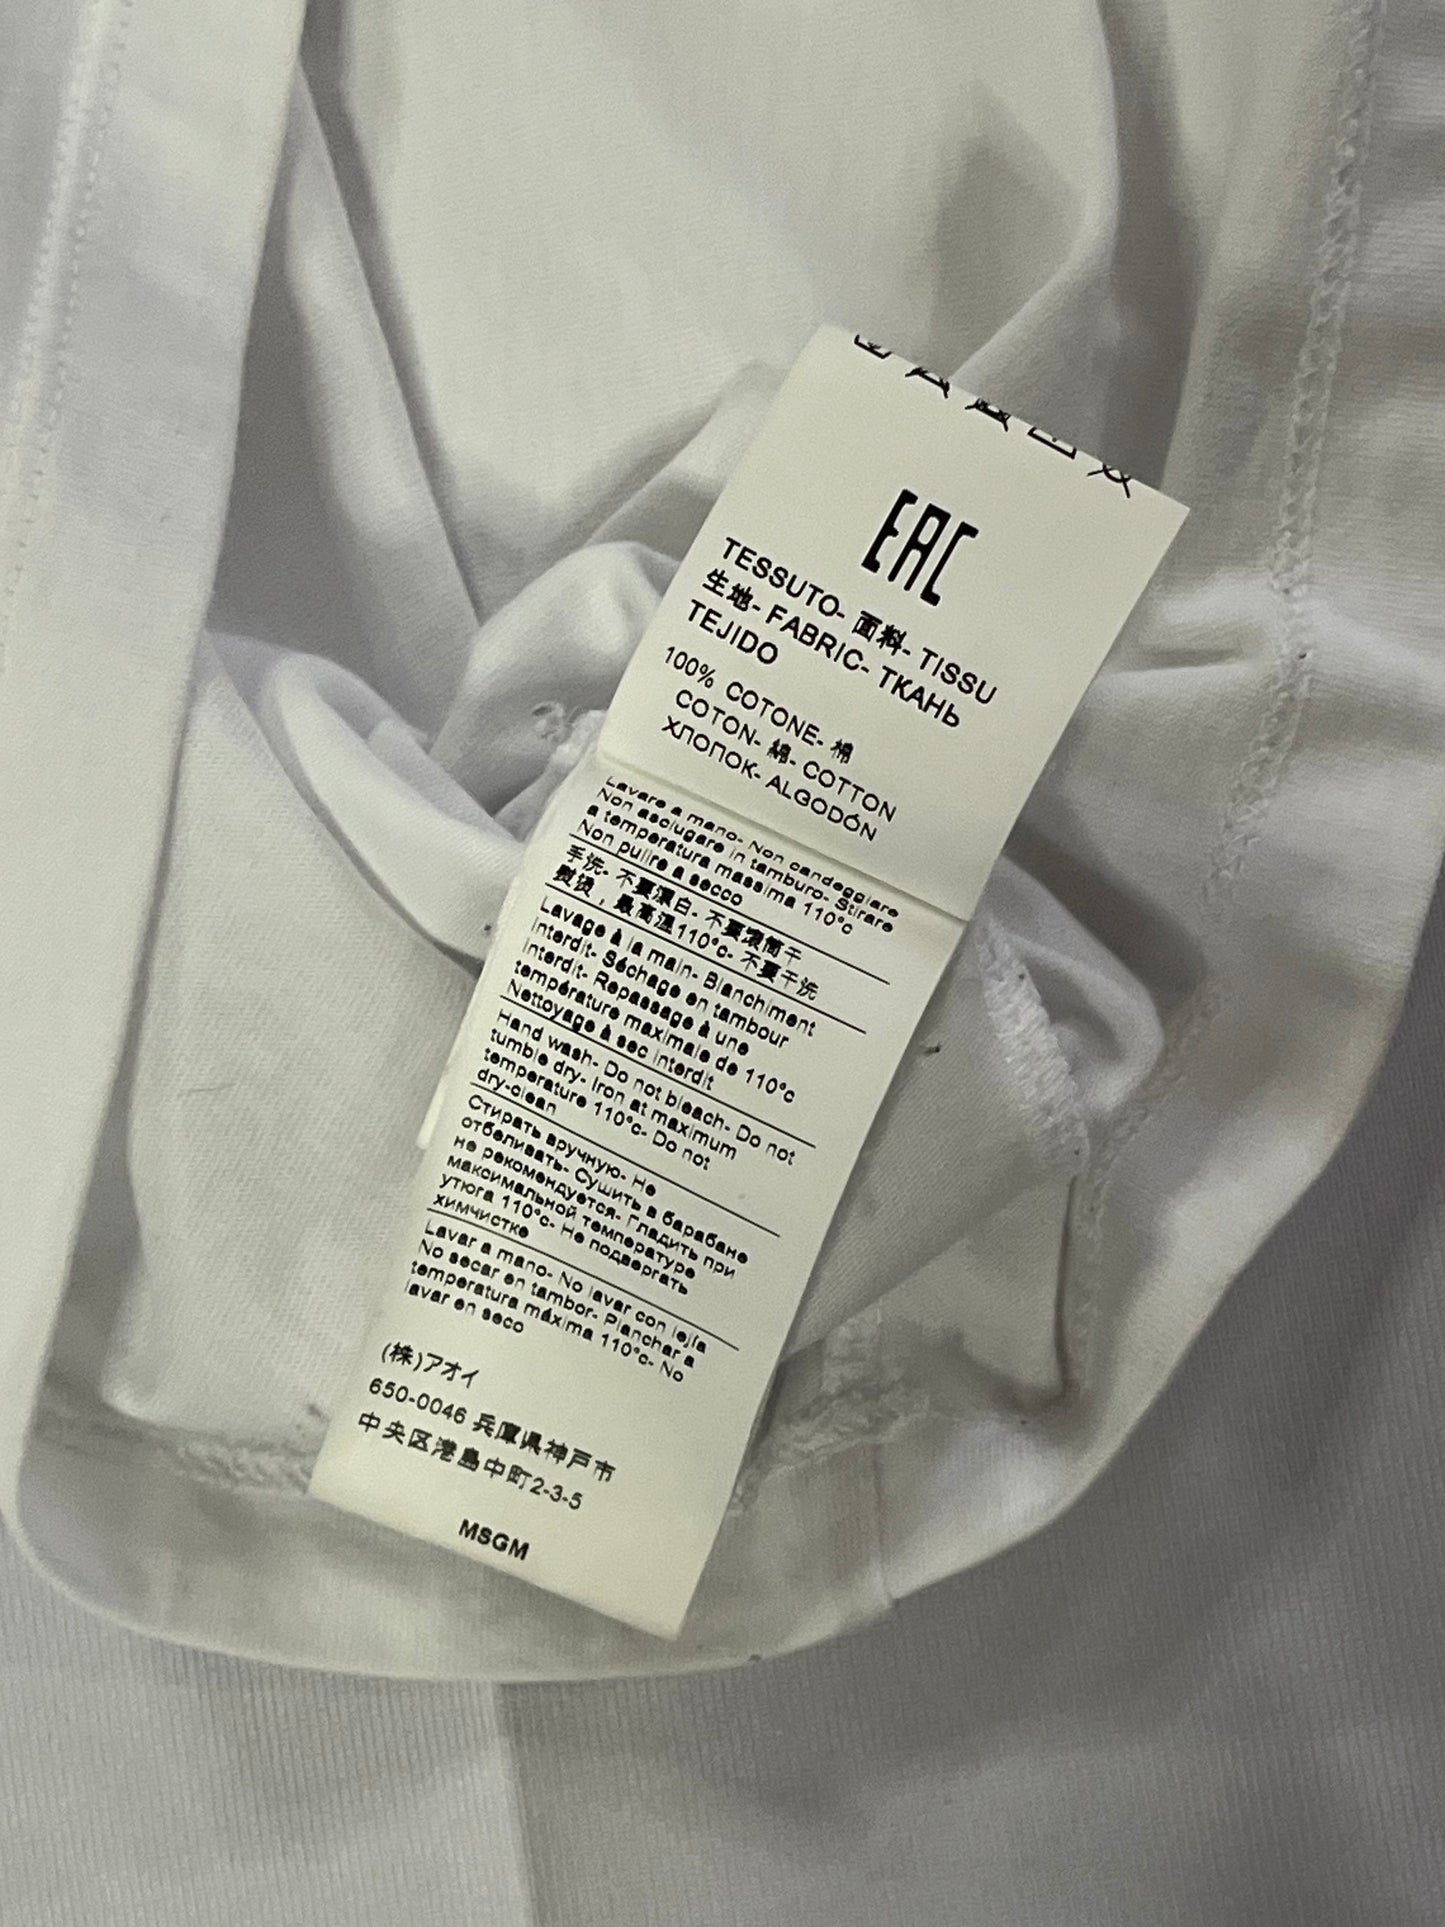 EAC
TESSUTO- 面料- TISSU
生地- FABRIC- ТКАНЬ
TEJIDO
100% COTONE- 棉
COTON- 綿- COTTON
ХЛОПОК- ALGODÓN
Lavare a mano- Non candeggiare
Non asciugare in tamburo- Stirare
a temperatura massima 110°c
Non pulire a secco
手洗- 不要漂白- 不要滚筒干
熨烫，最高温110°c- 不要干洗
Lavage à la main- Blanchiment
interdit- Séchage en tambour
interdit- Repassage à une
température maximale de 110°c
Nettoyage à sec interdit
Hand wash- Do not bleach- Do not
tumble dry- Iron at maximum
temperature 110°c- Do not
dry-clean
Стирать вручную- Не
отбеливать- Сушить в барабане
не рекомендуется- Гладить при
максимальной температуре
утюга 110°c- Не подвергать
химчистке
Lavar a mano- No lavar con lejía
No secar en tambor- Planchar a
temperatura máxima 110°c- No
lavar en seco
(株)アオイ
650-0046 兵庫県神戸市
中央区港島中町2-3-5
MSGM